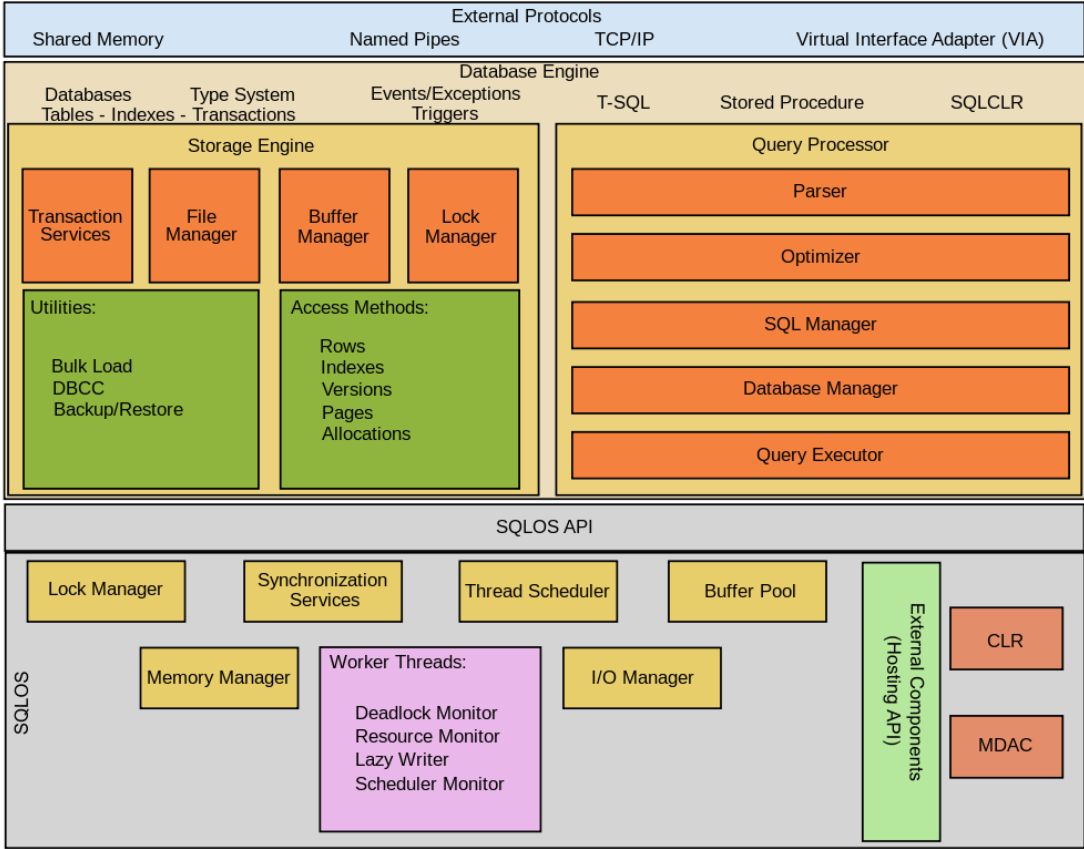 External Protocols
Shared Memory
Named Pipes
TCP/IP
Virtual Interface Adapter (VIA)
Database Engine
Databases
Type System
Tables - Indexes - Transactions
Events/Exceptions
Triggers
T-SQL
Stored Procedure
SQLCLR
Storage Engine
Transaction
Services
File
Manager
Buffer
Manager
Lock
Manager
Utilities:
Bulk Load
DBCC
Backup/Restore
Access Methods:
Rows
Indexes
Versions
Pages
Allocations
Query Processor
Parser
Optimizer
SQL Manager
Database Manager
Query Executor
SQLOS API
SQLOS
Lock Manager
Synchronization
Services
Thread Scheduler
Buffer Pool
Memory Manager
Worker Threads:
Deadlock Monitor
Resource Monitor
Lazy Writer
Scheduler Monitor
I/O Manager
External Components
(Hosting API)
CLR
MDAC